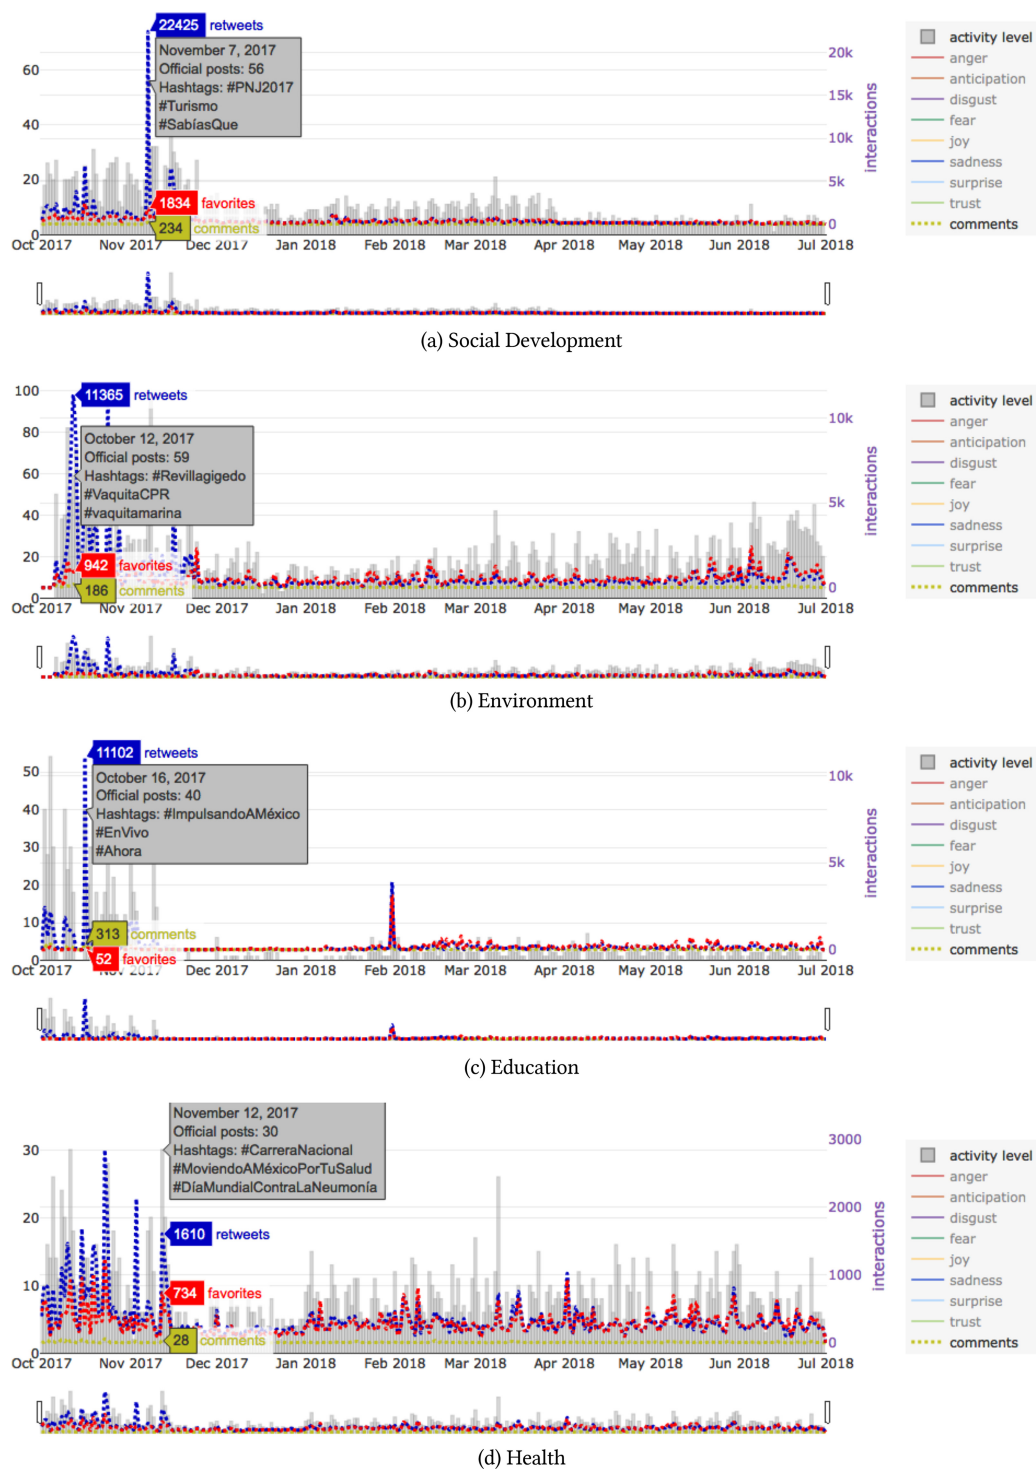 22425 retweets
November 7, 2017
Official posts: 56
Hashtags: #PNJ2017
#Turismo
#SabíasQue
1834 favorites
234 comments
60
40
20
0
20k
15k
10k
5k
0
interactions
Oct 2017 Nov 2017 Dec 2017 Jan 2018 Feb 2018 Mar 2018 Apr 2018 May 2018 Jun 2018 Jul 2018
activity level
anger
anticipation
disgust
fear
joy
sadness
surprise
trust
comments
(a) Social Development
11365 retweets
October 12, 2017
Official posts: 59
Hashtags: #Revillagigedo
#VaquitaCPR
#vaquitamarina
942 favorites
186 comments
100
80
60
40
20
0
10k
5k
0
interactions
Oct 2017 Nov 2017 Dec 2017 Jan 2018 Feb 2018 Mar 2018 Apr 2018 May 2018 Jun 2018 Jul 2018
activity level
anger
anticipation
disgust
fear
joy
sadness
surprise
trust
comments
(b) Environment
11102 retweets
October 16, 2017
Official posts: 40
Hashtags: #ImpulsandoAMéxico
#EnVivo
#Ahora
313 comments
52 favorites
50
40
30
20
10
0
10k
5k
0
interactions
Oct 2017 Nov 2017 Dec 2017 Jan 2018 Feb 2018 Mar 2018 Apr 2018 May 2018 Jun 2018 Jul 2018
activity level
anger
anticipation
disgust
fear
joy
sadness
surprise
trust
comments
(c) Education
November 12, 2017
Official posts: 30
Hashtags: #CarreraNacional
#MoviendoAMéxicoPorTuSalud
#DíaMundialContraLaNeumonía
1610 retweets
734 favorites
28 comments
30
20
10
0
3000
2000
1000
0
interactions
Oct 2017 Nov 2017 Dec 2017 Jan 2018 Feb 2018 Mar 2018 Apr 2018 May 2018 Jun 2018 Jul 2018
activity level
anger
anticipation
disgust
fear
joy
sadness
surprise
trust
comments
(d) Health